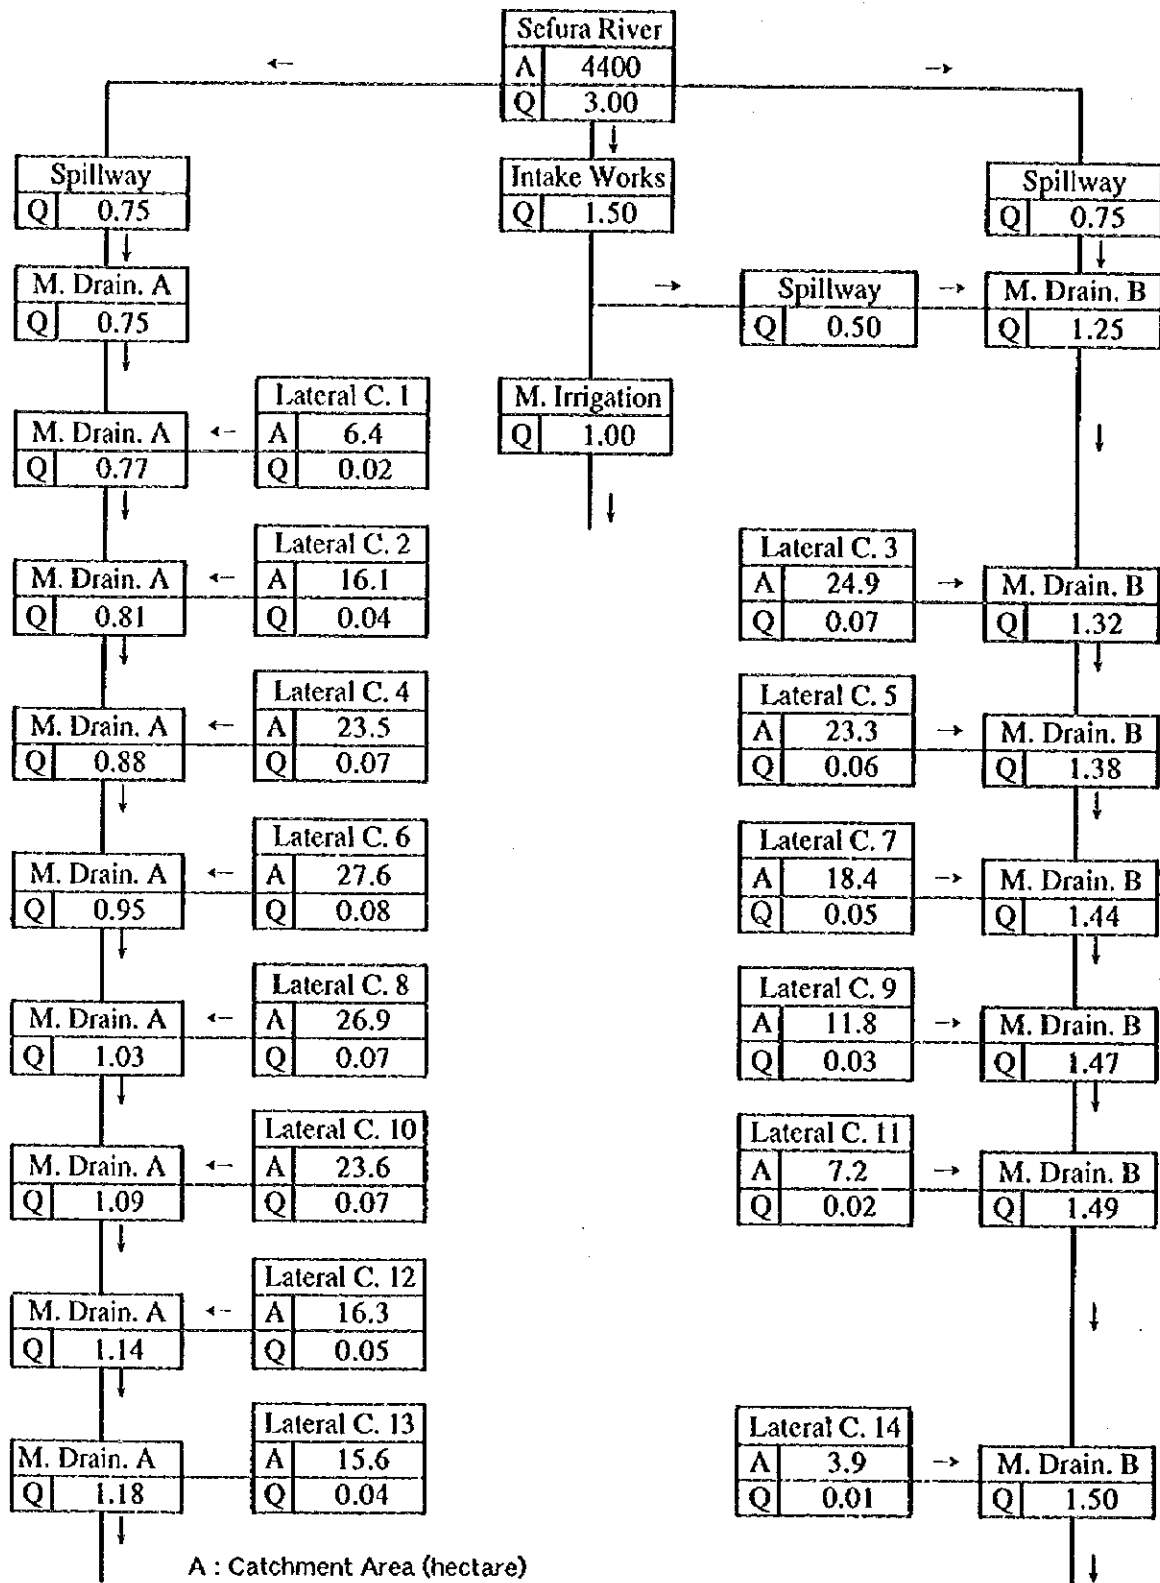 Sefura River
A 4400
Q 3.00
Spillway
Q 0.75
Intake Works
Q 1.50
Spillway
Q 0.75
M. Drain. A
Q 0.75
Spillway
Q 0.50
M. Drain. B
Q 1.25
Lateral C. 1
A 6.4
Q 0.02
M. Drain. A
Q 0.77
M. Irrigation
Q 1.00
Lateral C. 2
A 16.1
Q 0.04
M. Drain. A
Q 0.81
Lateral C. 3
A 24.9
Q 0.07
M. Drain. B
Q 1.32
Lateral C. 4
A 23.5
Q 0.07
M. Drain. A
Q 0.88
Lateral C. 5
A 23.3
Q 0.06
M. Drain. B
Q 1.38
Lateral C. 6
A 27.6
Q 0.08
M. Drain. A
Q 0.95
Lateral C. 7
A 18.4
Q 0.05
M. Drain. B
Q 1.44
Lateral C. 8
A 26.9
Q 0.07
M. Drain. A
Q 1.03
Lateral C. 9
A 11.8
Q 0.03
M. Drain. B
Q 1.47
Lateral C. 10
A 23.6
Q 0.07
M. Drain. A
Q 1.09
Lateral C. 11
A 7.2
Q 0.02
M. Drain. B
Q 1.49
Lateral C. 12
A 16.3
Q 0.05
M. Drain. A
Q 1.14
Lateral C. 13
A 15.6
Q 0.04
M. Drain. A
Q 1.18
Lateral C. 14
A 3.9
Q 0.01
M. Drain. B
Q 1.50
A : Catchment Area (hectare)